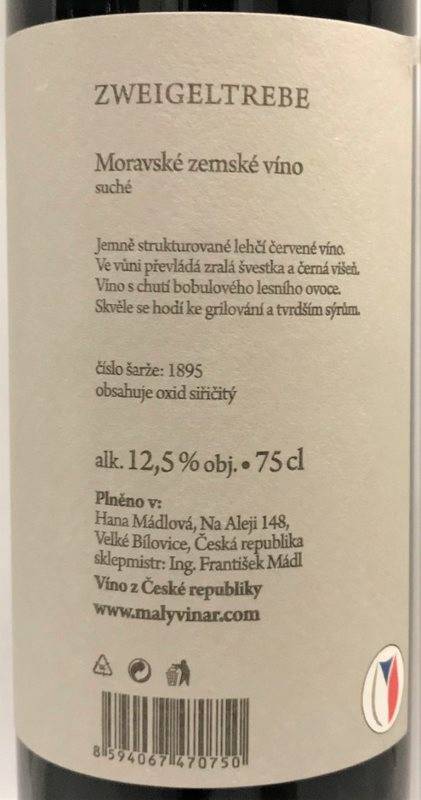 ZWEIGELTREBE
Moravské zemské víno
suché
Jemně strukturované lehčí červené víno.
Ve vůni převládá zralá švestka a černá višeň.
Víno s chutí bobulového lesního ovoce.
Skvěle se hodí ke grilování a tvrdším sýrům.
číslo šarže: 1895
obsahuje oxid siřičitý
alk. 12,5 % obj. • 75 cl
Plněno v:
Hana Mádlová, Na Aleji 148,
Velké Bílovice, Česká republika
sklepmistr: Ing. František Mádl
Víno z České republiky
www.malyvinar.com
8 594067 470750